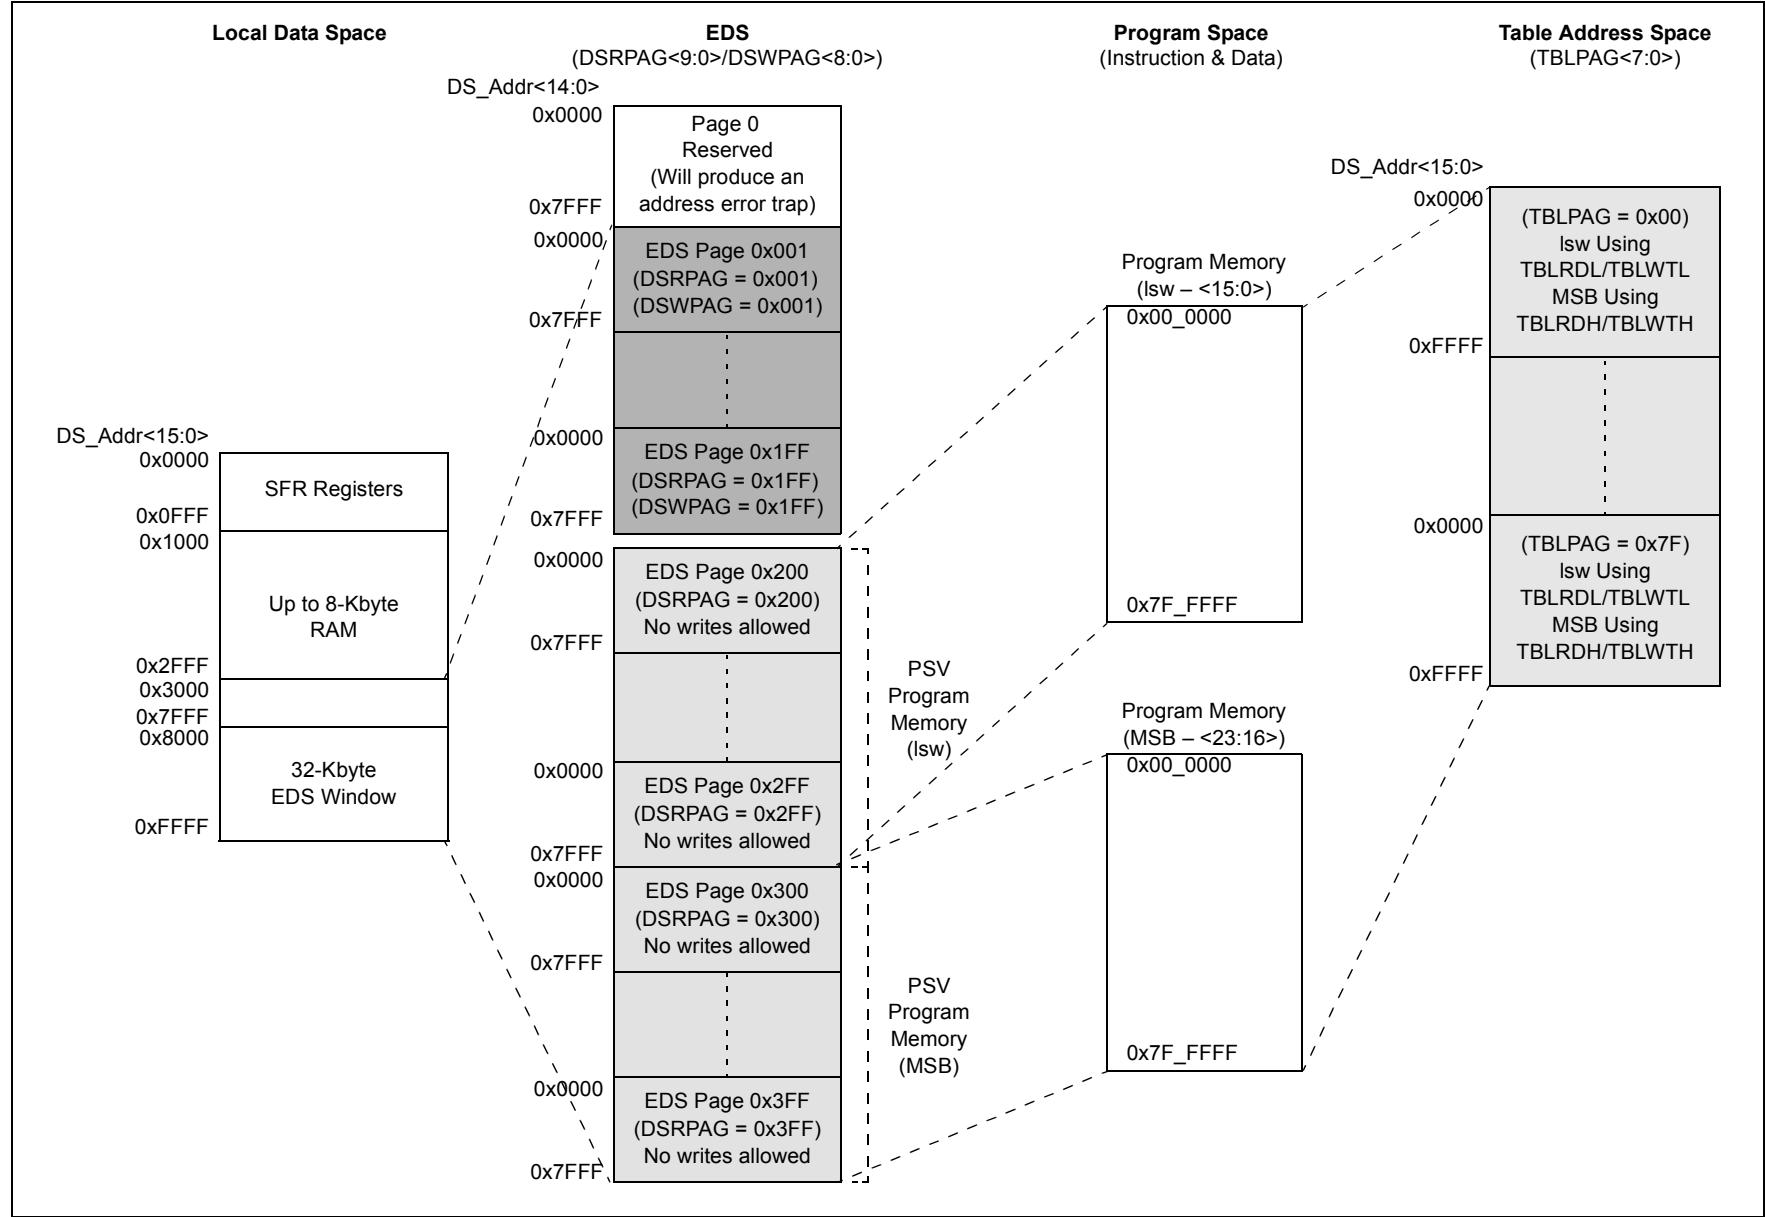 Local Data Space
DS_Addr<15:0>
0x0000
SFR Registers
0x0FFF
0x1000
Up to 8-Kbyte
RAM
0x2FFF
0x3000
0x7FFF
0x8000
32-Kbyte
EDS Window
0xFFFF
EDS
(DSRPAG<9:0>/DSWPAG<8:0>)
DS_Addr<14:0>
0x0000
Page 0
Reserved
(Will produce an
address error trap)
0x7FFF
0x0000
EDS Page 0x001
(DSRPAG = 0x001)
(DSWPAG = 0x001)
0x7FFF
0x0000
EDS Page 0x1FF
(DSRPAG = 0x1FF)
(DSWPAG = 0x1FF)
0x7FFF
0x0000
EDS Page 0x200
(DSRPAG = 0x200)
No writes allowed
0x7FFF
0x0000
EDS Page 0x2FF
(DSRPAG = 0x2FF)
No writes allowed
0x7FFF
0x0000
EDS Page 0x300
(DSRPAG = 0x300)
No writes allowed
0x7FFF
0x0000
EDS Page 0x3FF
(DSRPAG = 0x3FF)
No writes allowed
0x7FFF
PSV
Program
Memory
(lsw)
PSV
Program
Memory
(MSB)
Program Space
(Instruction & Data)
Program Memory
(lsw – <15:0>)
0x00_0000
0x7F_FFFF
Program Memory
(MSB – <23:16>)
0x00_0000
0x7F_FFFF
Table Address Space
(TBLPAG<7:0>)
DS_Addr<15:0>
0x0000
(TBLPAG = 0x00)
lsw Using
TBLRDL/TBLWTL
MSB Using
TBLRDH/TBLWTH
0xFFFF
0x0000
(TBLPAG = 0x7F)
lsw Using
TBLRDL/TBLWTL
MSB Using
TBLRDH/TBLWTH
0xFFFF